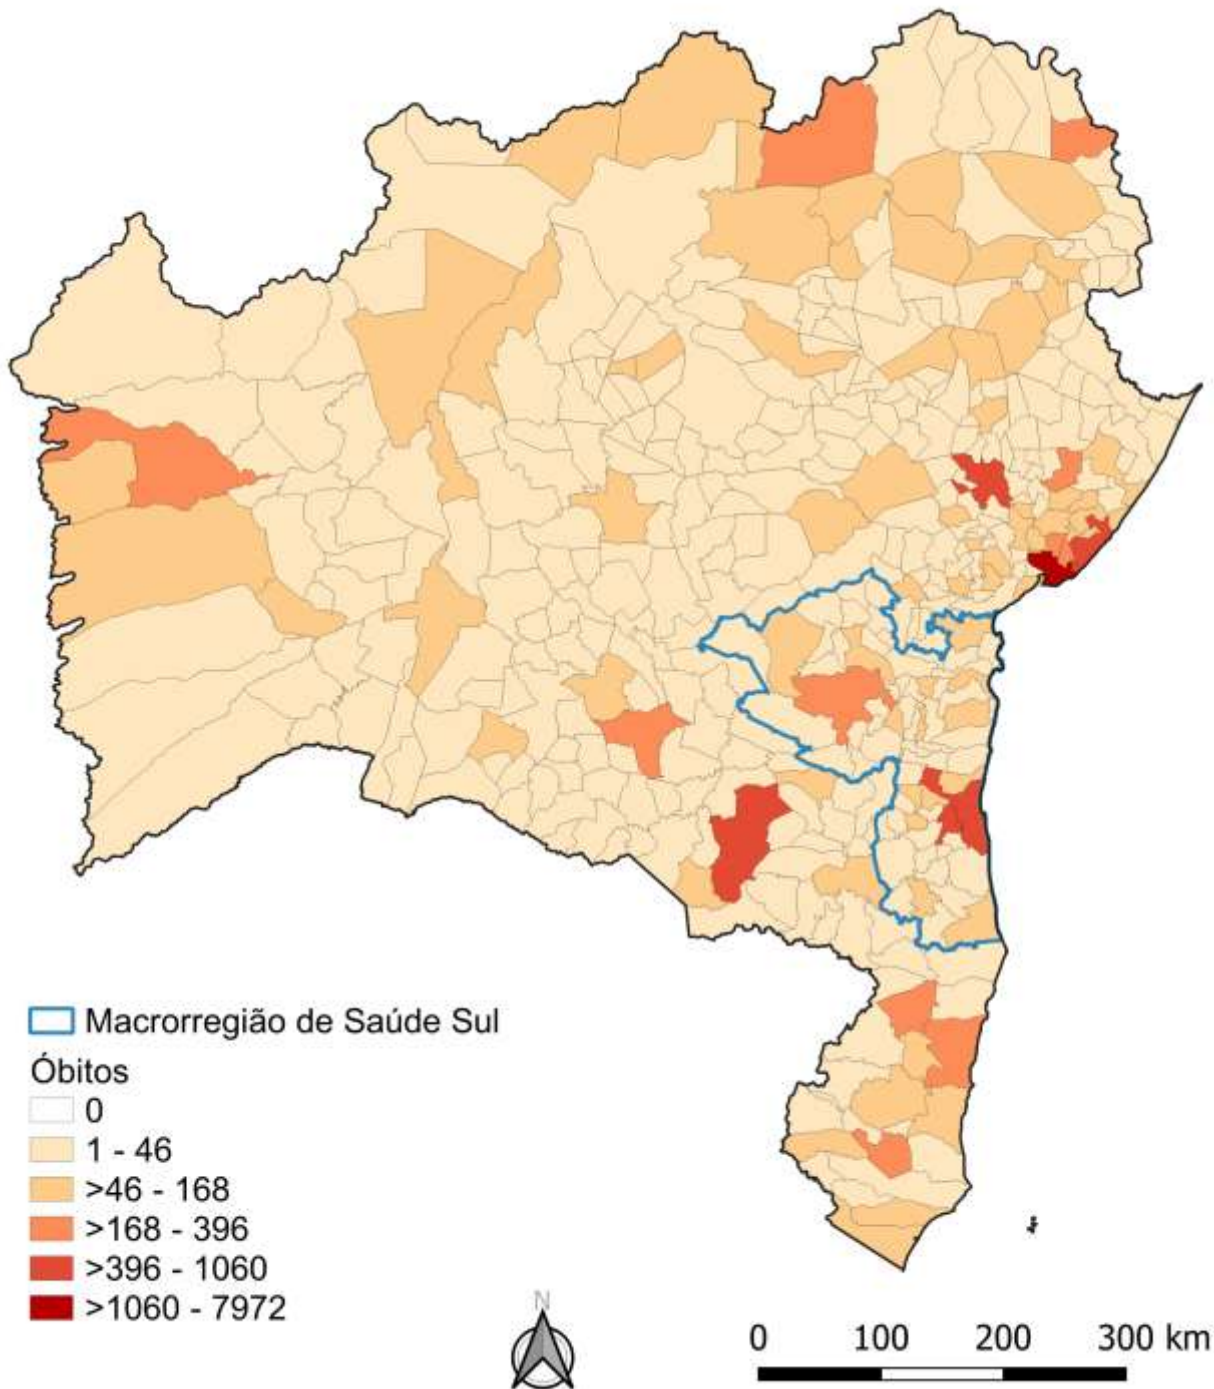 Macrorregião de Saúde Sul
Óbitos
0
1 - 46
>46 - 168
>168 - 396
>396 - 1060
>1060 - 7972
N
0 100 200 300 km